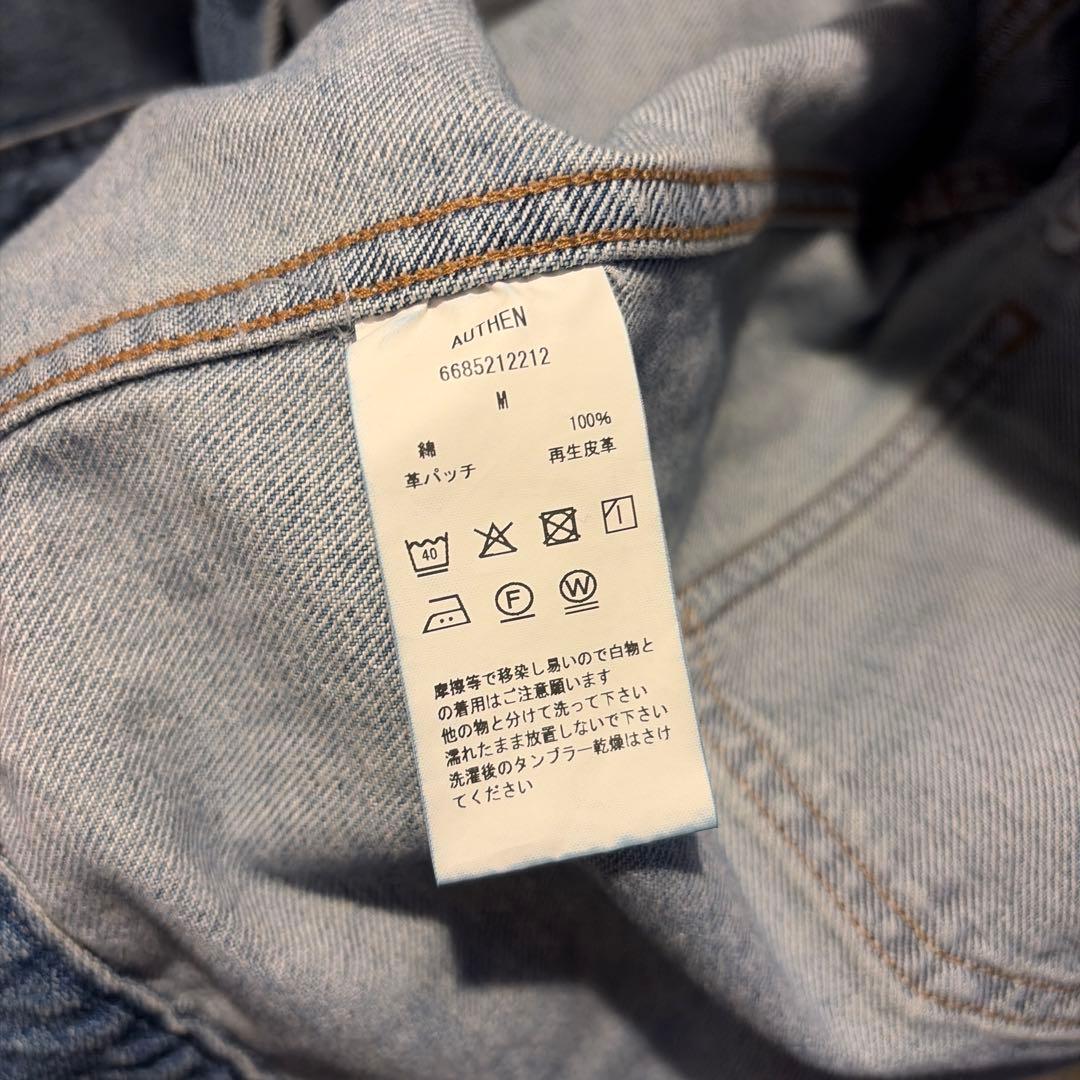 AUTHEN
6685212212
M
綿 100%
革パッチ 再生皮革
40
F W
摩擦等で移染し易いので白物と
の着用はご注意願います
他の物と分けて洗って下さい
濡れたまま放置しないで下さい
洗濯後のタンブラー乾燥はさけ
てください